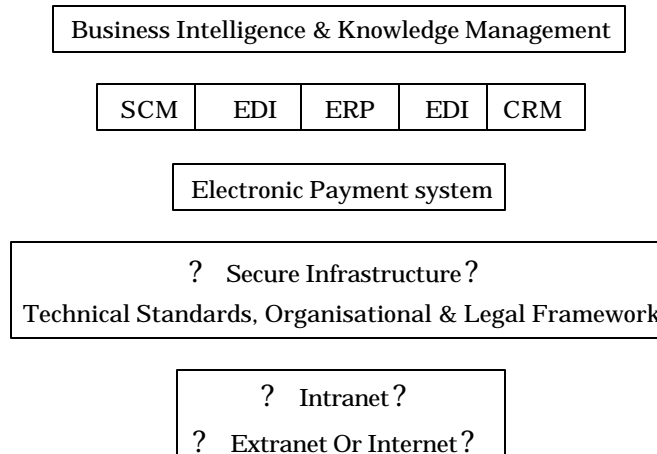 Business Intelligence & Knowledge Management
SCM EDI ERP EDI CRM
Electronic Payment system
? Secure Infrastructure?
Technical Standards, Organisational & Legal Framework
? Intranet?
? Extranet Or Internet?